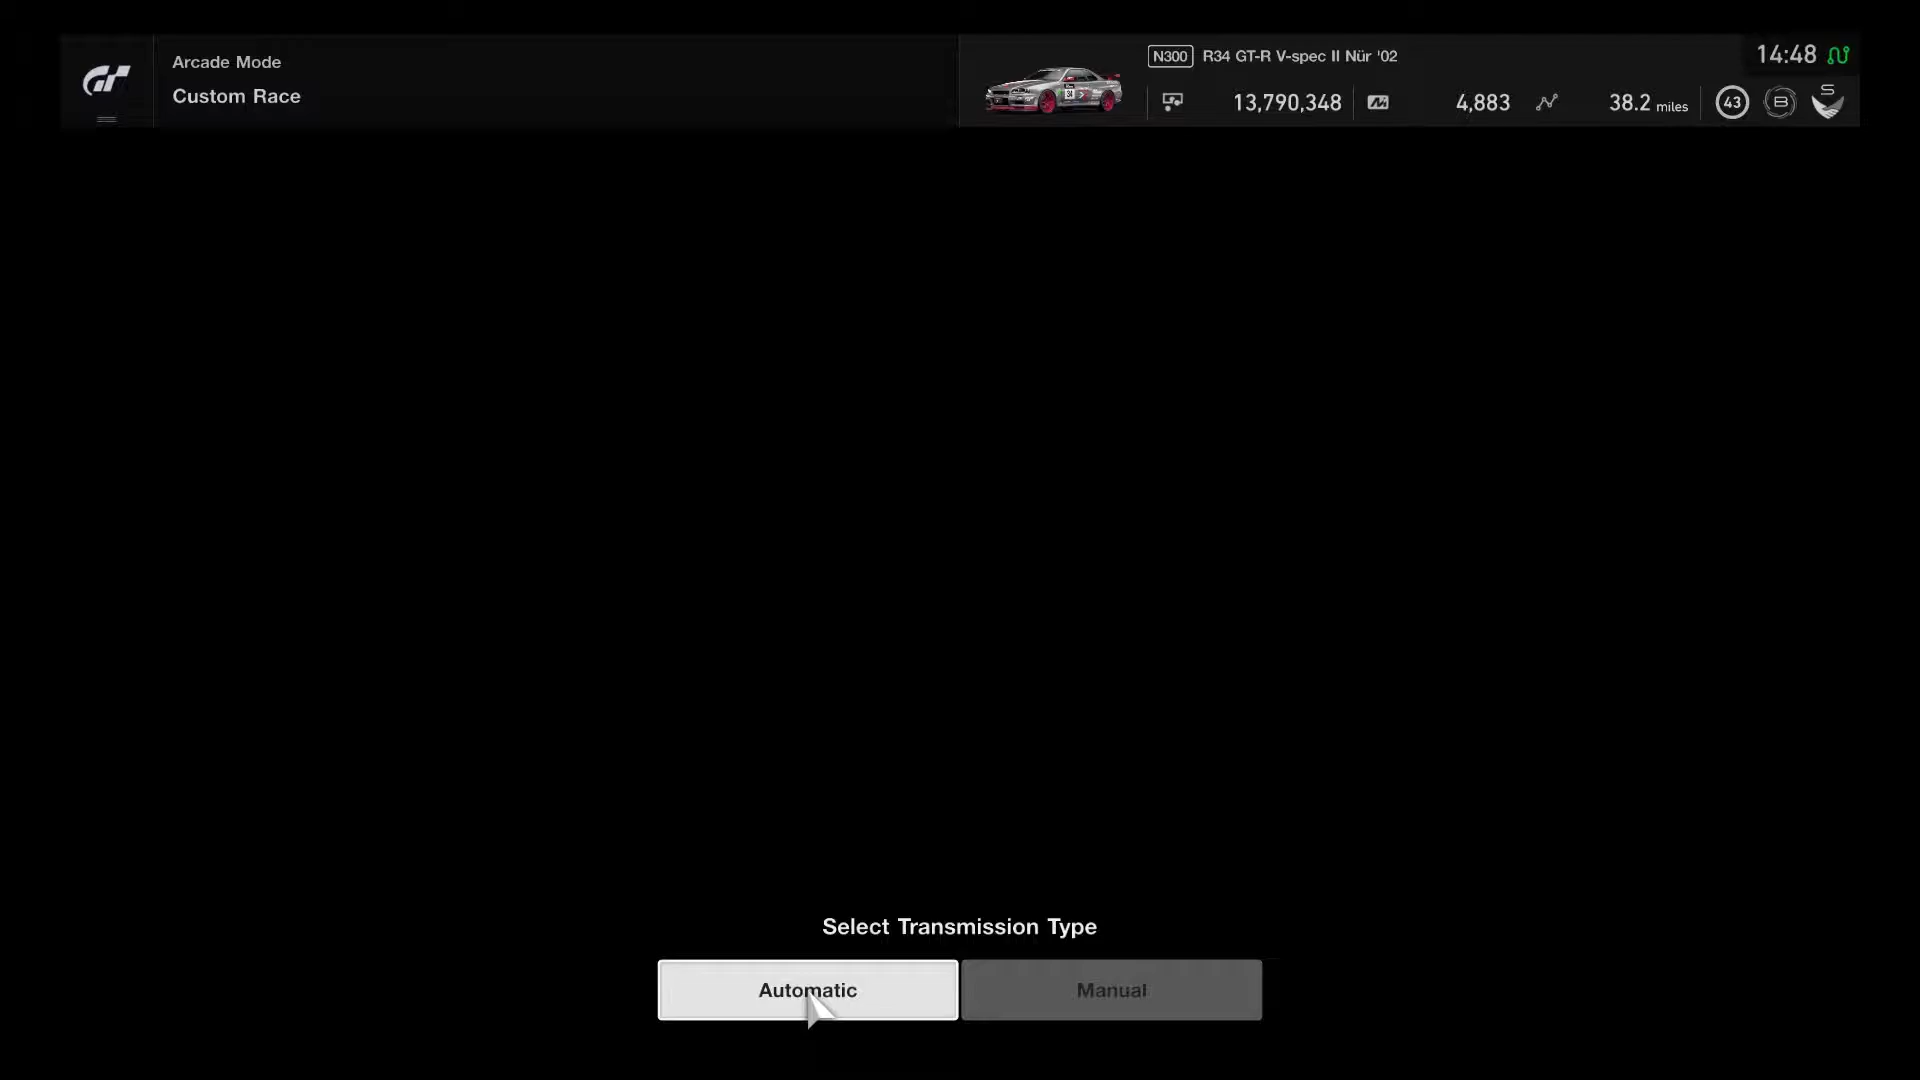 Arcade Mode
Custom Race
N300 R34 GT-R V-spec II Nür '02
14:48
13,790,348
4,883
38.2 miles
43
B
S
Select Transmission Type
Automatic
Manual